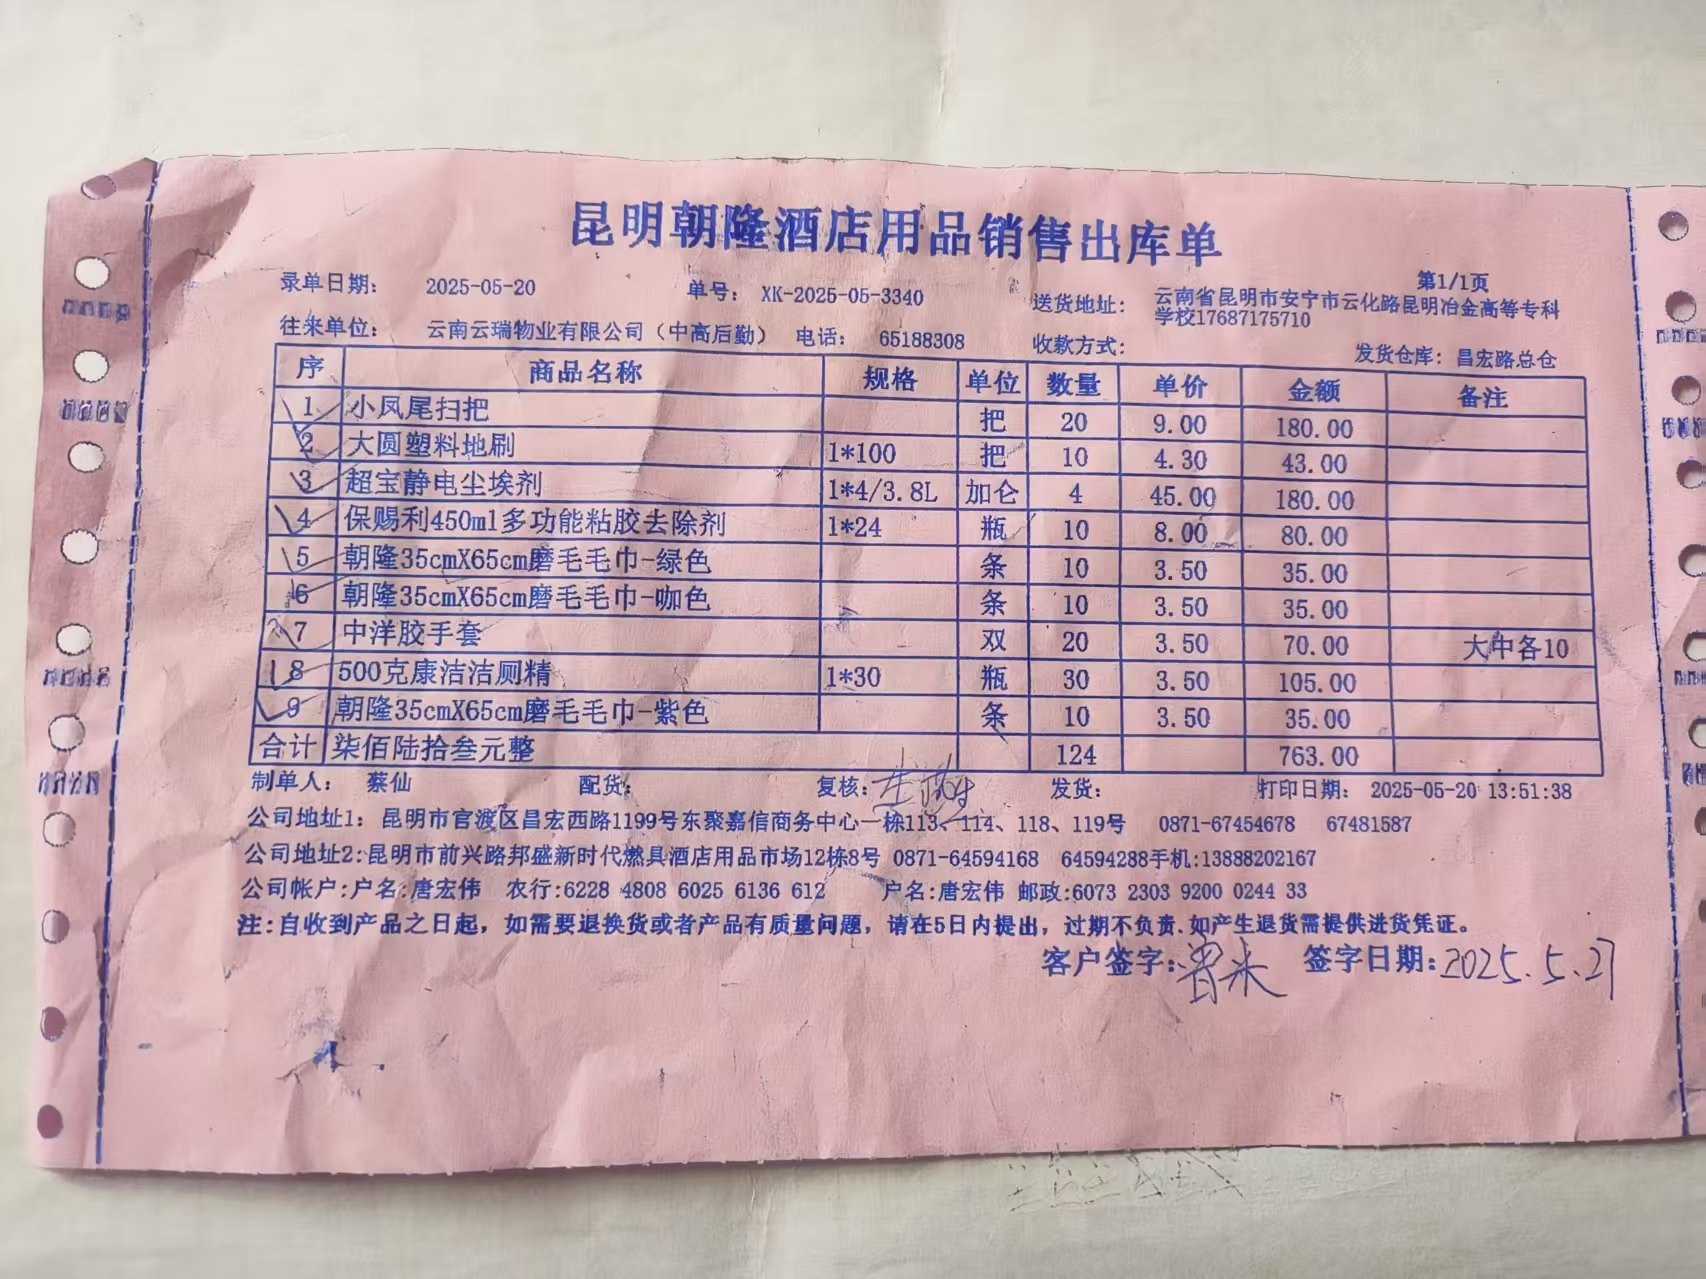 昆明朝隆酒店用品销售出库单
第1/1页
录单日期： 2025-05-20 单号： XK-2025-05-3340 送货地址： 云南省昆明市安宁市云化路昆明冶金高等专科
学校17687175710
往来单位： 云南云瑞物业有限公司（中高后勤） 电话： 65188308 收款方式： 发货仓库：昌宏路总仓
序 商品名称 规格 单位 数量 单价 金额 备注
1 小凤尾扫把 把 20 9.00 180.00
2 大圆塑料地刷 1*100 把 10 4.30 43.00
3 超宝静电尘埃剂 1*4/3.8L 加仑 4 45.00 180.00
4 保赐利450ml多功能粘胶去除剂 1*24 瓶 10 8.00 80.00
5 朝隆35cmX65cm磨毛毛巾-绿色 条 10 3.50 35.00
6 朝隆35cmX65cm磨毛毛巾-咖色 条 10 3.50 35.00
7 中洋胶手套 双 20 3.50 70.00 大中各10
8 500克康洁洁厕精 1*30 瓶 30 3.50 105.00
9 朝隆35cmX65cm磨毛毛巾-紫色 条 10 3.50 35.00
合计 柒佰陆拾叁元整 124 763.00
制单人： 蔡仙 配货： 复核： 发货： 打印日期： 2025-05-20 13:51:38
公司地址1：昆明市官渡区昌宏西路1199号东聚嘉信商务中心一栋113、114、118、119号 0871-67454678 67481587
公司地址2:昆明市前兴路邦盛新时代燃具酒店用品市场12栋8号 0871-64594168 64594288手机:13888202167
公司帐户:户名:唐宏伟 农行:6228 4808 6025 6136 612 户名:唐宏伟 邮政:6073 2303 9200 0244 33
注:自收到产品之日起，如需要退换货或者产品有质量问题，请在5日内提出，过期不负责.如产生退货需提供进货凭证。
客户签字: 签字日期:2025.5.27